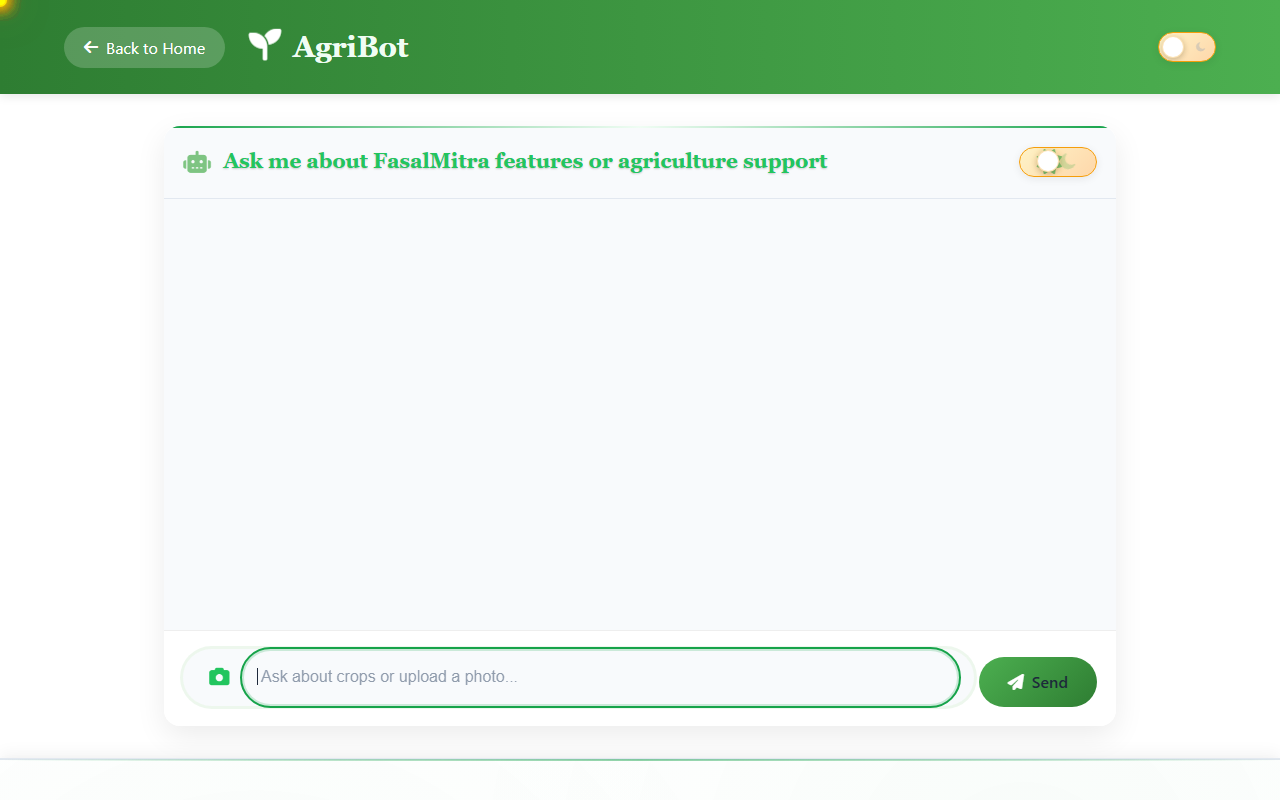 Back to Home
AgriBot
Ask me about FasalMitra features or agriculture support
Ask about crops or upload a photo...
Send